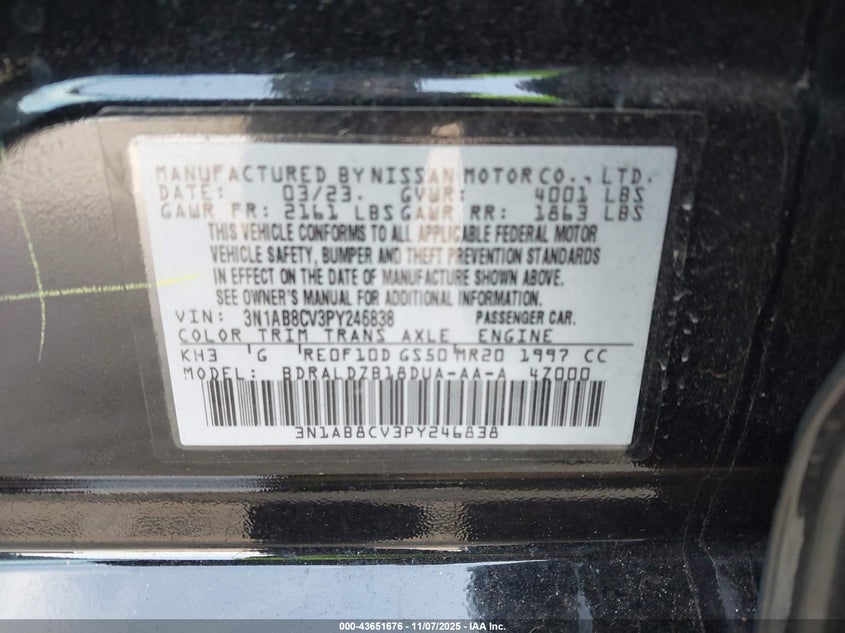 MANUFACTURED BY NISSAN MOTOR CO., LTD.
DATE: 03/23. GVWR: 4001 LBS
GAWR FR: 2161 LBS GAWR RR: 1863 LBS
THIS VEHICLE CONFORMS TO ALL APPLICABLE FEDERAL MOTOR
VEHICLE SAFETY, BUMPER AND THEFT PREVENTION STANDARDS
IN EFFECT ON THE DATE OF MANUFACTURE SHOWN ABOVE.
SEE OWNER'S MANUAL FOR ADDITIONAL INFORMATION.
VIN: 3N1AB8CV3PY246838 PASSENGER CAR.
COLOR TRIM TRANS AXLE ENGINE
KH3 G RE0F10D GS50 MR20 1997 CC
MODEL: BDRALDZB18DUA-AA-A 47000
3N1AB8CV3PY246838
000-43651676 | 11/07/2025 - IAA Corp.